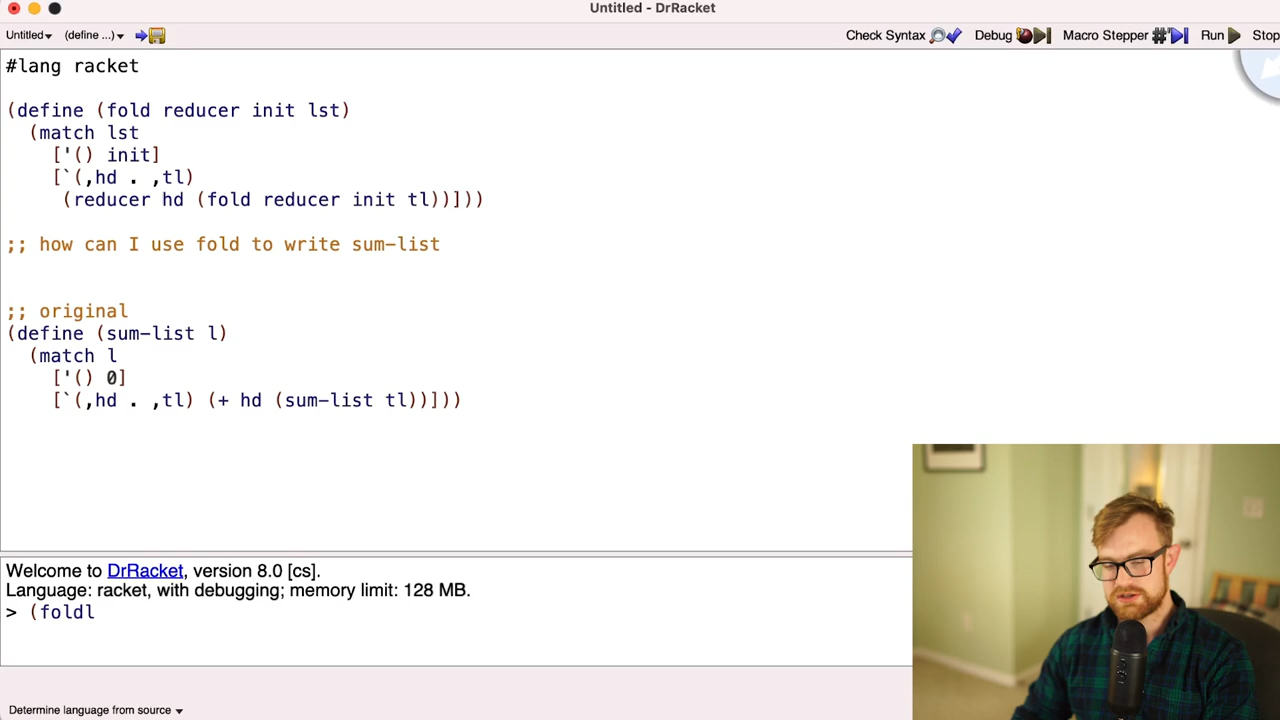 Untitled - DrRacket
Untitled▾ (define ...)▾ Check Syntax Debug Macro Stepper Run Stop
#lang racket
(define (fold reducer init lst)
(match lst
['() init]
[`(,hd . ,tl)
(reducer hd (fold reducer init tl))]))
;; how can I use fold to write sum-list
;; original
(define (sum-list l)
(match l
['() 0]
[`(,hd . ,tl) (+ hd (sum-list tl))]))
Welcome to DrRacket, version 8.0 [cs].
Language: racket, with debugging; memory limit: 128 MB.
> (foldl
Determine language from source ▾